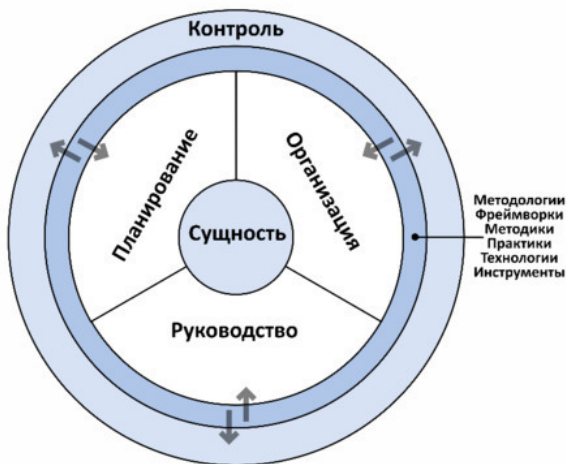 Контроль
Планирование
Организация
Сущность
Руководство
Методологии
Фреймворки
Методики
Практики
Технологии
Инструменты